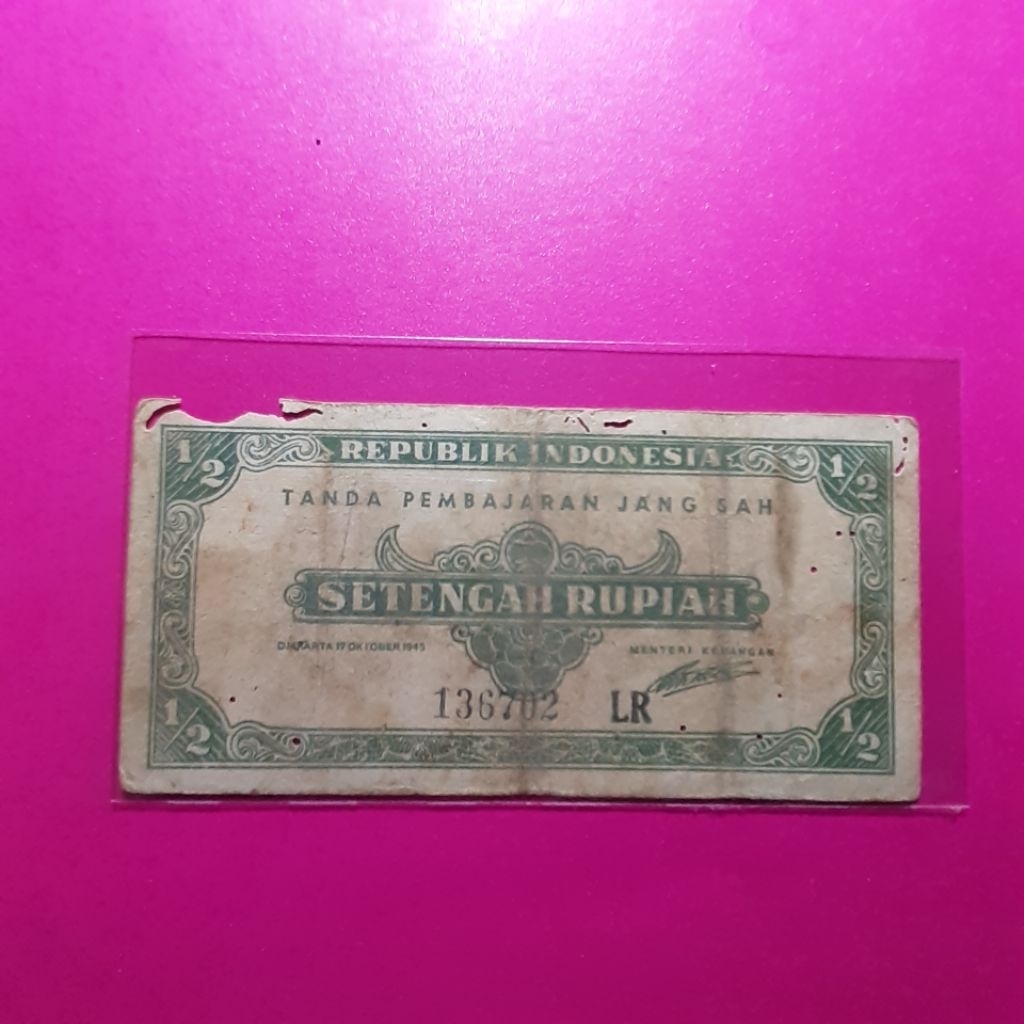 1/2 REPUBLIK INDONESIA 1/2
TANDA PEMBAJARAN JANG SAH
SETENGAH RUPIAH
DJAKARTA 17 OKTOBER 1945 MENTERI KEUANGAN
136702 LR
1/2 1/2